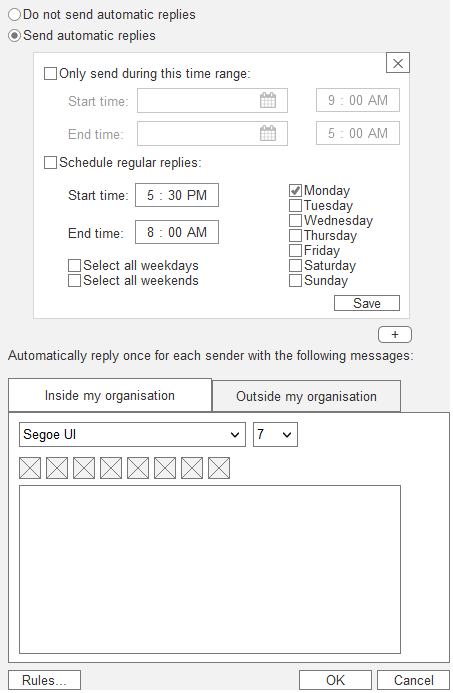 Do not send automatic replies
Send automatic replies
Only send during this time range:
Start time: 9 : 00 AM
End time: 5 : 00 AM
Schedule regular replies:
Start time: 5 : 30 PM
End time: 8 : 00 AM
Monday
Tuesday
Wednesday
Thursday
Friday
Saturday
Sunday
Select all weekdays
Select all weekends
Save
+
Automatically reply once for each sender with the following messages:
Inside my organisation
Outside my organisation
Segoe UI 7
Rules... OK Cancel